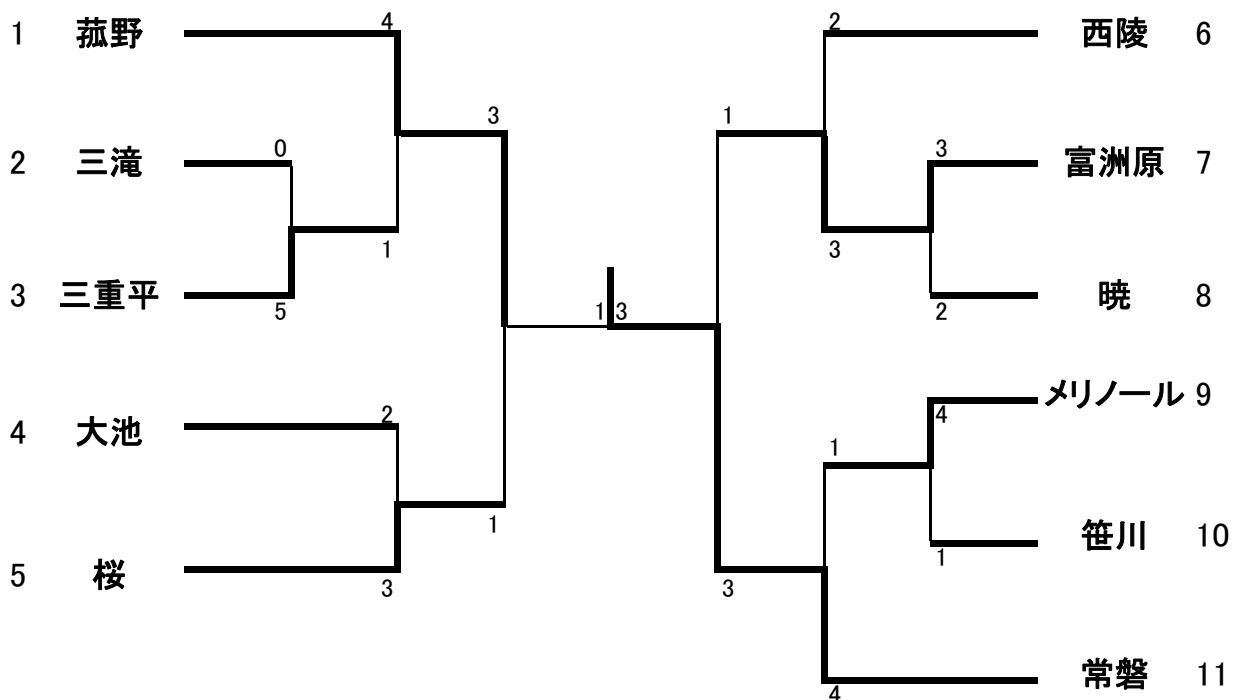 1 菰野 4 2 西陵 6
3 1
2 三滝 0 3 富洲原 7
1 3
3 三重平 5 1 3 2 暁 8
4 大池 2 4 メリノール 9
1
1 1 笹川 10
5 桜 3 3
4 常磐 11